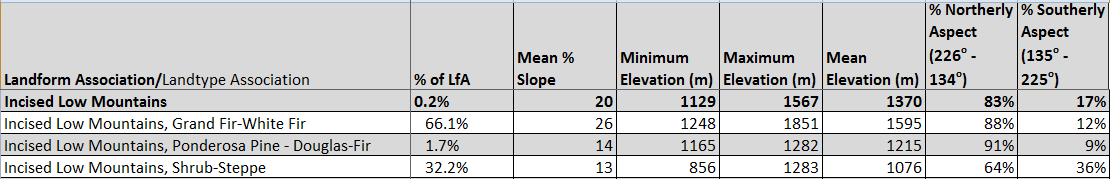 Landform Association/Landtype Association % of LfA Mean % Slope Minimum Elevation (m) Maximum Elevation (m) Mean Elevation (m) % Northerly Aspect (226° - 134°) % Southerly Aspect (135° - 225°)
Incised Low Mountains 0.2% 20 1129 1567 1370 83% 17%
Incised Low Mountains, Grand Fir-White Fir 66.1% 26 1248 1851 1595 88% 12%
Incised Low Mountains, Ponderosa Pine - Douglas-Fir 1.7% 14 1165 1282 1215 91% 9%
Incised Low Mountains, Shrub-Steppe 32.2% 13 856 1283 1076 64% 36%